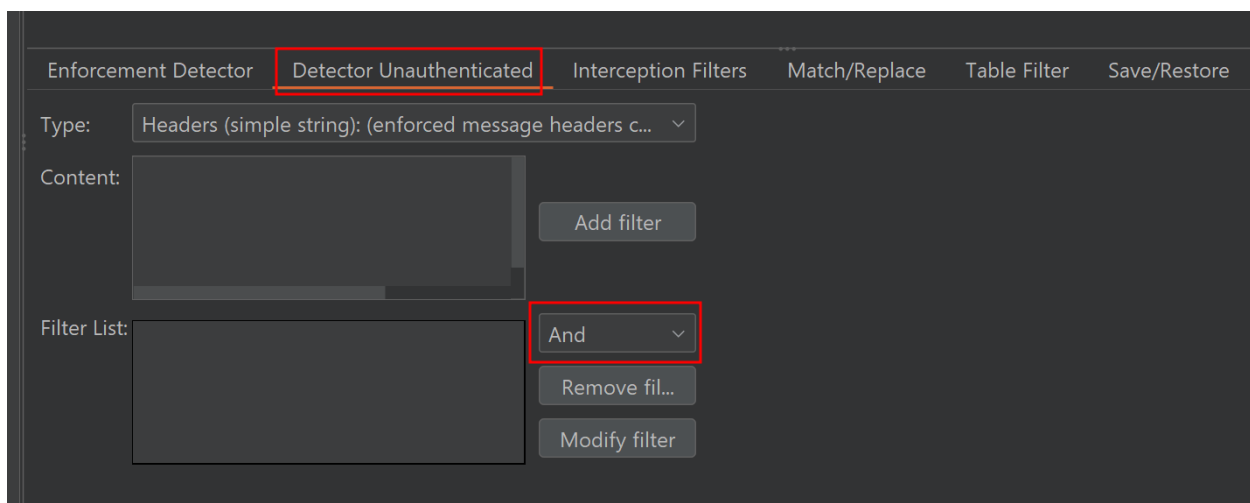 Enforcement Detector Detector Unauthenticated Interception Filters Match/Replace Table Filter Save/Restore
Type: Headers (simple string): (enforced message headers c...
Content:
Add filter
Filter List: And
Remove fil...
Modify filter